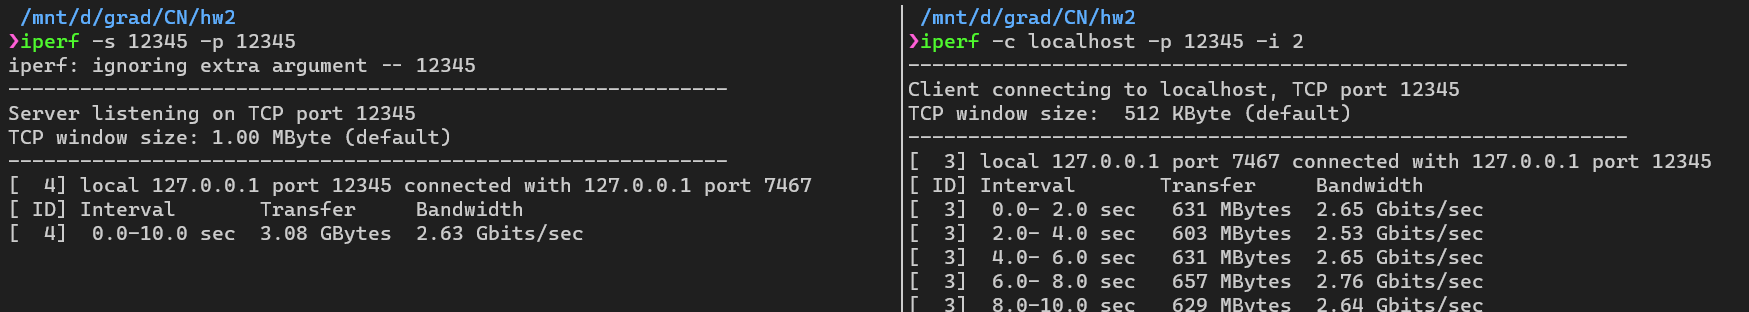 /mnt/d/grad/CN/hw2
❯iperf -s 12345 -p 12345
iperf: ignoring extra argument -- 12345
------------------------------------------------------------
Server listening on TCP port 12345
TCP window size: 1.00 MByte (default)
------------------------------------------------------------
[  4] local 127.0.0.1 port 12345 connected with 127.0.0.1 port 7467
[ ID] Interval       Transfer     Bandwidth
[  4]  0.0-10.0 sec  3.08 GBytes  2.63 Gbits/sec
/mnt/d/grad/CN/hw2
❯iperf -c localhost -p 12345 -i 2
------------------------------------------------------------
Client connecting to localhost, TCP port 12345
TCP window size:  512 KByte (default)
------------------------------------------------------------
[  3] local 127.0.0.1 port 7467 connected with 127.0.0.1 port 12345
[ ID] Interval       Transfer     Bandwidth
[  3]  0.0- 2.0 sec   631 MBytes  2.65 Gbits/sec
[  3]  2.0- 4.0 sec   603 MBytes  2.53 Gbits/sec
[  3]  4.0- 6.0 sec   631 MBytes  2.65 Gbits/sec
[  3]  6.0- 8.0 sec   657 MBytes  2.76 Gbits/sec
[  3]  8.0-10.0 sec   629 MBytes  2.64 Gbits/sec